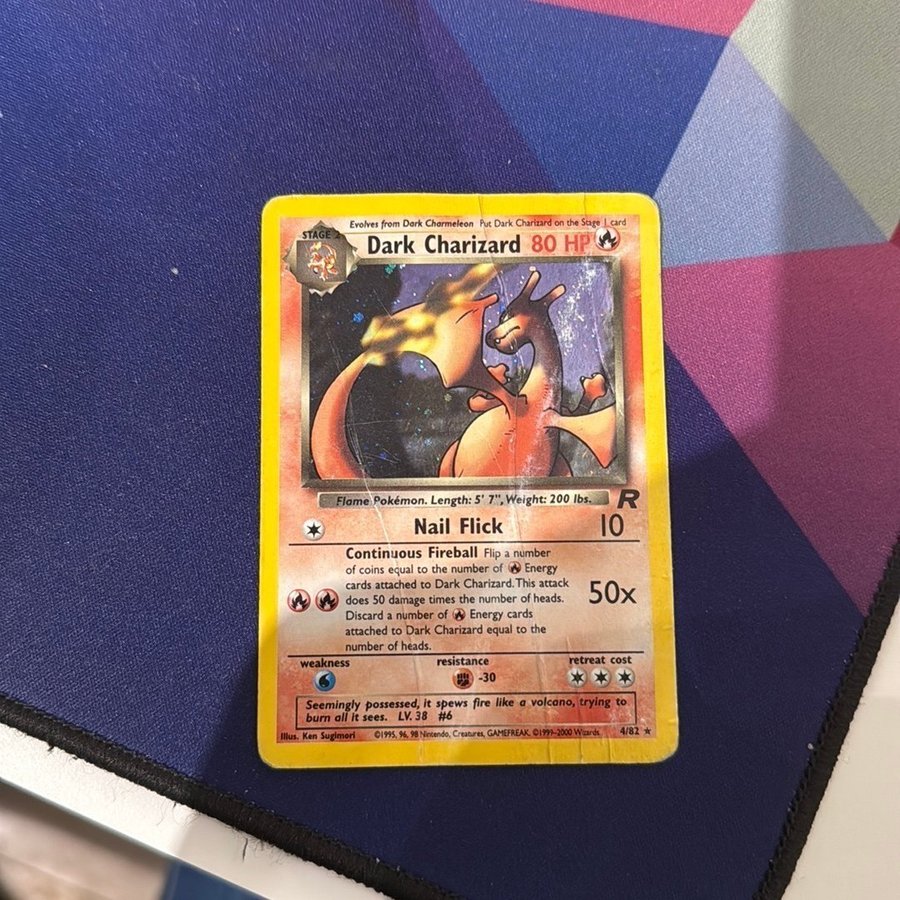 Evolves from Dark Charmeleon Put Dark Charizard on the Stage 1 card
STAGE 2
Dark Charizard 80 HP
Flame Pokémon. Length: 5' 7", Weight: 200 lbs.
R
Nail Flick 10
Continuous Fireball Flip a number
of coins equal to the number of Energy
cards attached to Dark Charizard. This attack
does 50 damage times the number of heads.
50x
Discard a number of Energy cards
attached to Dark Charizard equal to the
number of heads.
weakness resistance retreat cost
-30
Seemingly possessed, it spews fire like a volcano, trying to
burn all it sees. LV. 38 #6
Illus. Ken Sugimori ©1995, 96, 98 Nintendo, Creatures, GAMEFREAK. ©1999-2000 Wizards. 4/82 ★